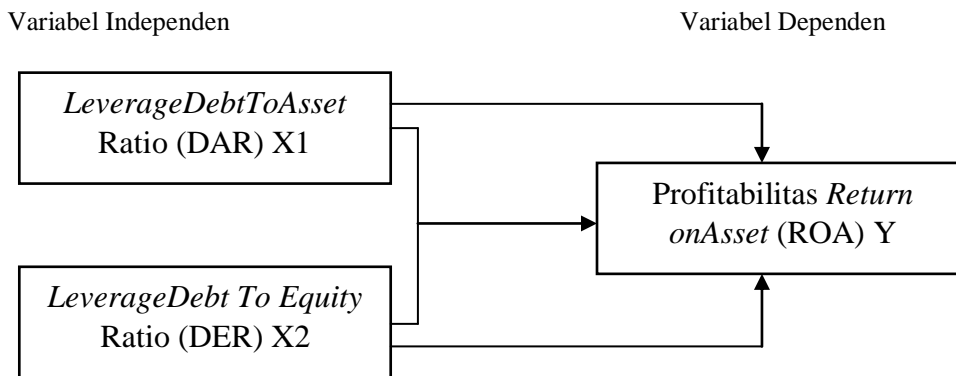 Variabel Independen
Variabel Dependen
LeverageDebtToAsset
Ratio (DAR) X1
Profitabilitas Return
onAsset (ROA) Y
LeverageDebt To Equity
Ratio (DER) X2